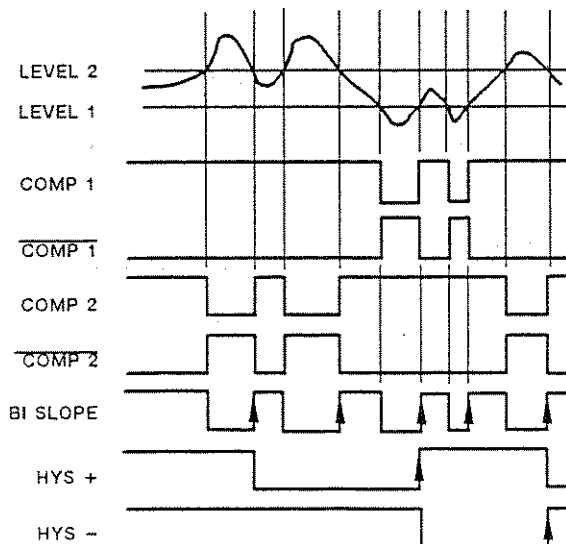 LEVEL 2
LEVEL 1
COMP 1
COMP 1
COMP 2
COMP 2
BI SLOPE
HYS +
HYS −